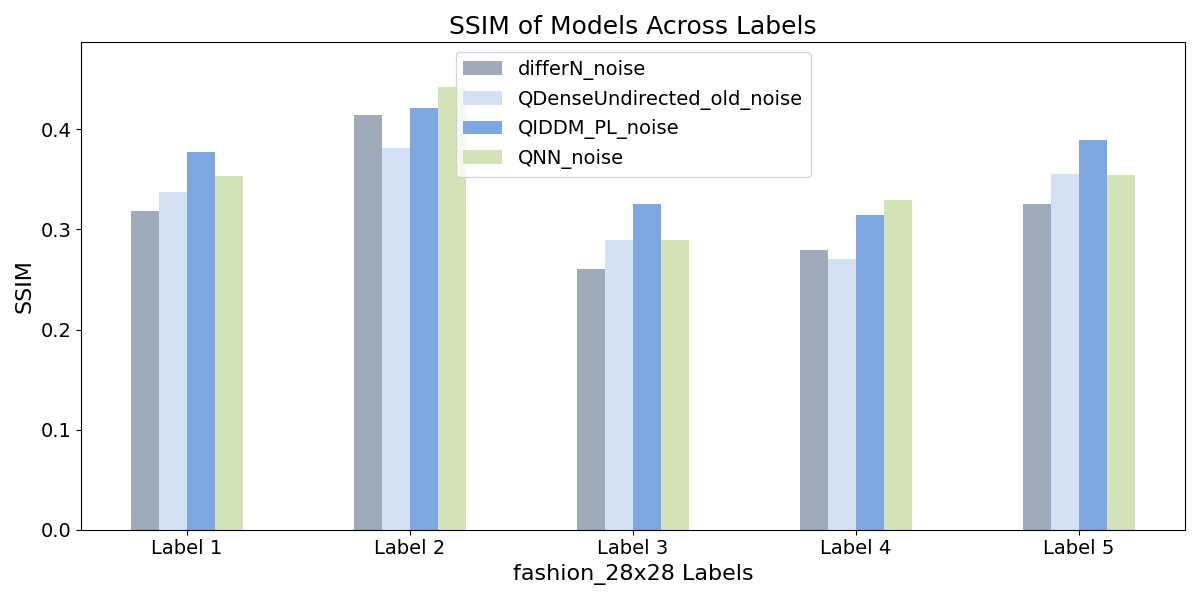 SSIM of Models Across Labels
differN_noise
QDenseUndirected_old_noise
QIDDM_PL_noise
QNN_noise
SSIM
0.4
0.3
0.2
0.1
0.0
Label 1
Label 2
Label 3
Label 4
Label 5
fashion_28x28 Labels